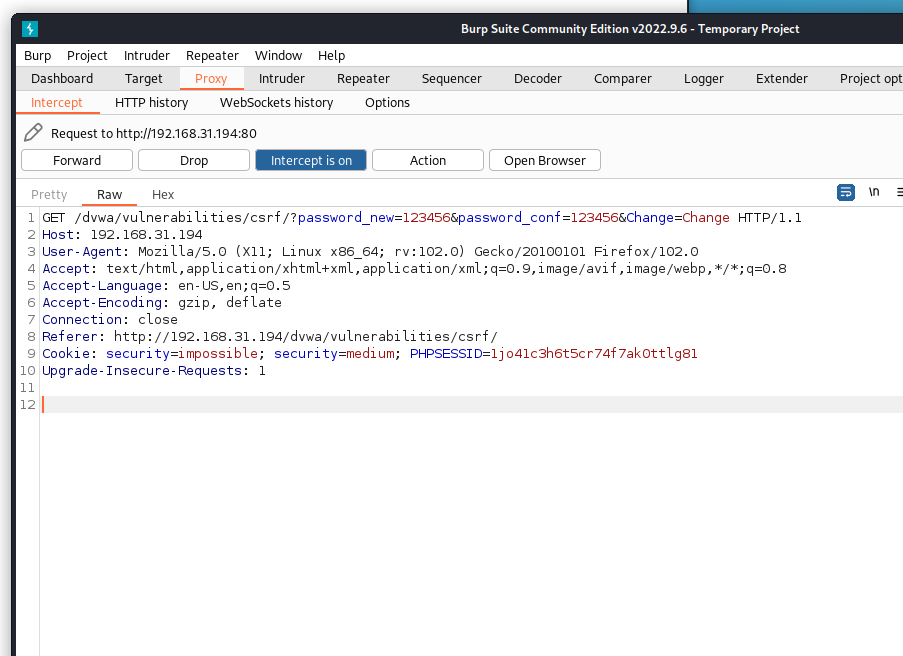 Burp Suite Community Edition v2022.9.6 - Temporary Project
Burp Project Intruder Repeater Window Help
Dashboard Target Proxy Intruder Repeater Sequencer Decoder Comparer Logger Extender Project opt
Intercept HTTP history WebSockets history Options
Request to http://192.168.31.194:80
Forward Drop Intercept is on Action Open Browser
Pretty Raw Hex \n
1 GET /dvwa/vulnerabilities/csrf/?password_new=123456&password_conf=123456&Change=Change HTTP/1.1
2 Host: 192.168.31.194
3 User-Agent: Mozilla/5.0 (X11; Linux x86_64; rv:102.0) Gecko/20100101 Firefox/102.0
4 Accept: text/html,application/xhtml+xml,application/xml;q=0.9,image/avif,image/webp,*/*;q=0.8
5 Accept-Language: en-US,en;q=0.5
6 Accept-Encoding: gzip, deflate
7 Connection: close
8 Referer: http://192.168.31.194/dvwa/vulnerabilities/csrf/
9 Cookie: security=impossible; security=medium; PHPSESSID=1jo41c3h6t5cr74f7ak0ttlg81
10 Upgrade-Insecure-Requests: 1
11
12